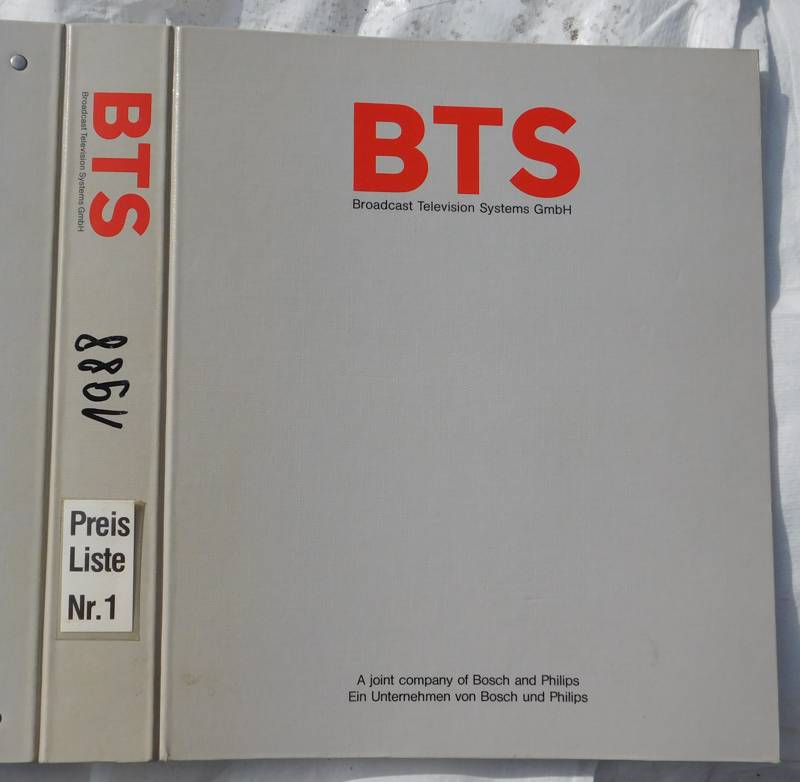 BTS
Broadcast Television Systems GmbH
1988
Preis
Liste
Nr.1
BTS
Broadcast Television Systems GmbH
A joint company of Bosch and Philips
Ein Unternehmen von Bosch und Philips